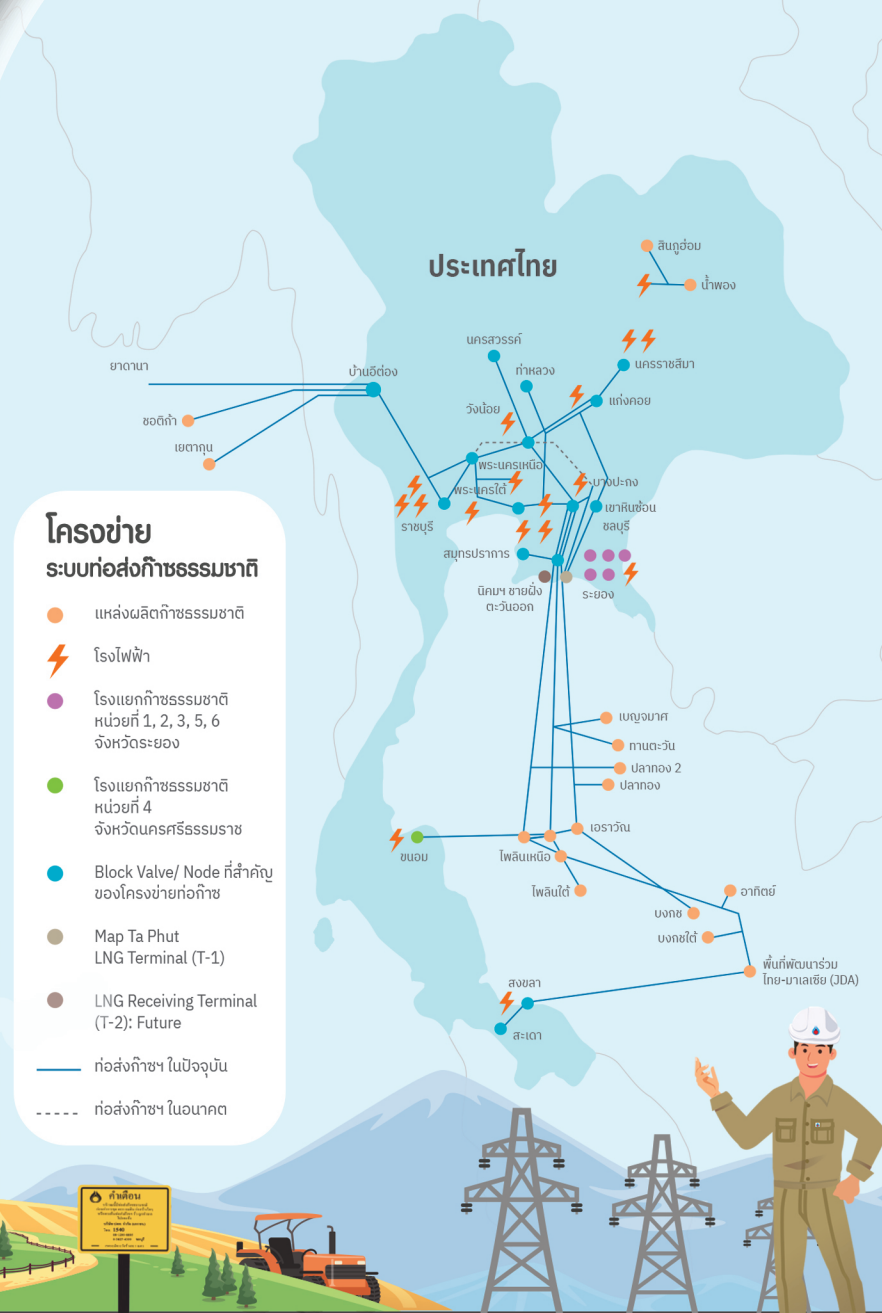 ประเทศไทย
สินภูฮ่อม
น้ำพอง
นครสวรรค์
ท่าหลวง
นครราชสีมา
ยาดานา
บ้านอีต่อง
แก่งคอย
วังน้อย
ซอติก้า
เยตากุน
พระนครเหนือ
บางปะกง
พระนครใต้
เขาหินซ้อน
ราชบุรี
ชลบุรี
สมุทรปราการ
นิคมฯ ชายฝั่ง
ตะวันออก
ระยอง
โครงข่าย
ระบบท่อส่งก๊าซธรรมชาติ
แหล่งผลิตก๊าซธรรมชาติ
โรงไฟฟ้า
โรงแยกก๊าซธรรมชาติ
หน่วยที่ 1, 2, 3, 5, 6
จังหวัดระยอง
โรงแยกก๊าซธรรมชาติ
หน่วยที่ 4
จังหวัดนครศรีธรรมราช
Block Valve/ Node ที่สำคัญ
ของโครงข่ายท่อก๊าซ
Map Ta Phut
LNG Terminal (T-1)
LNG Receiving Terminal
(T-2): Future
ท่อส่งก๊าซฯ ในปัจจุบัน
ท่อส่งก๊าซฯ ในอนาคต
เบญจมาศ
ทานตะวัน
ปลาทอง 2
ปลาทอง
เอราวัณ
ขนอม
ไพลินเหนือ
ไพลินใต้
อาทิตย์
บงกช
บงกชใต้
พื้นที่พัฒนาร่วม
ไทย-มาเลเซีย (JDA)
สงขลา
สะเดา
คำเตือน
1540